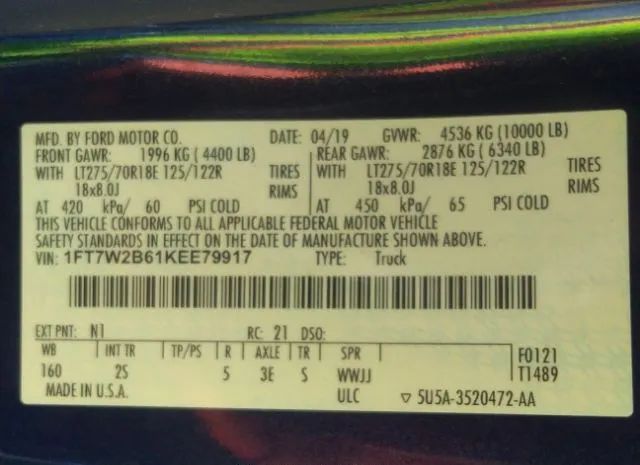 MFD. BY FORD MOTOR CO. DATE: 04/19 GVWR: 4536 KG (10000 LB)
FRONT GAWR: 1996 KG ( 4400 LB) REAR GAWR: 2876 KG ( 6340 LB)
WITH LT275/70R18E 125/122R TIRES WITH LT275/70R18E 125/122R TIRES
18x8.0J RIMS 18x8.0J RIMS
AT 420 kPa/ 60 PSI COLD AT 450 kPa/ 65 PSI COLD
THIS VEHICLE CONFORMS TO ALL APPLICABLE FEDERAL MOTOR VEHICLE
SAFETY STANDARDS IN EFFECT ON THE DATE OF MANUFACTURE SHOWN ABOVE.
VIN: 1FT7W2B61KEE79917 TYPE: Truck
EXT PNT: N1 RC: 21 DSO:
WB INT TR TP/PS R AXLE TR SPR F0121
160 2S 5 3E S WWJJ T1489
MADE IN U.S.A. ULC ▽ 5U5A-3520472-AA